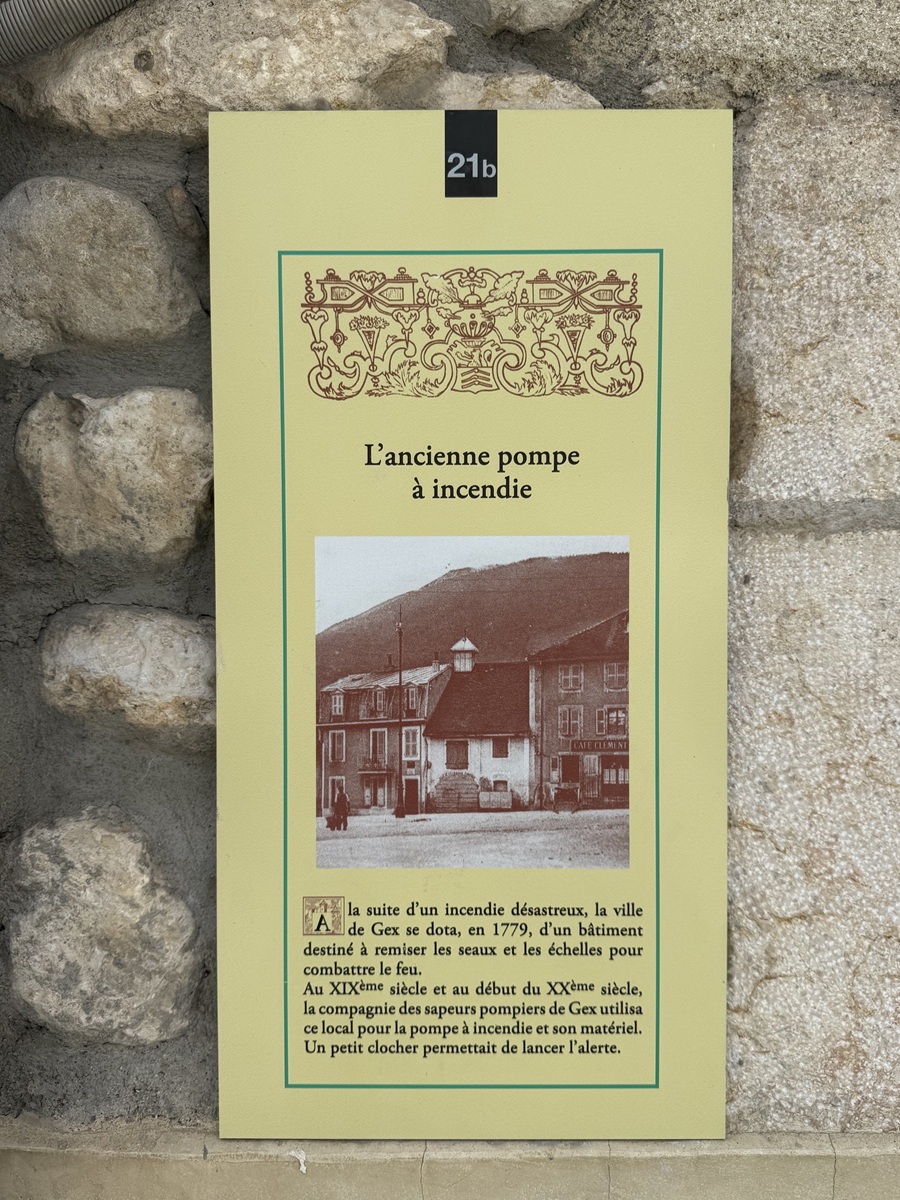 21b
L'ancienne pompe
à incendie
CAFE CLEMENT
A la suite d'un incendie désastreux, la ville
de Gex se dota, en 1779, d'un bâtiment
destiné à remiser les seaux et les échelles pour
combattre le feu.
Au XIXème siècle et au début du XXème siècle,
la compagnie des sapeurs pompiers de Gex utilisa
ce local pour la pompe à incendie et son matériel.
Un petit clocher permettait de lancer l'alerte.